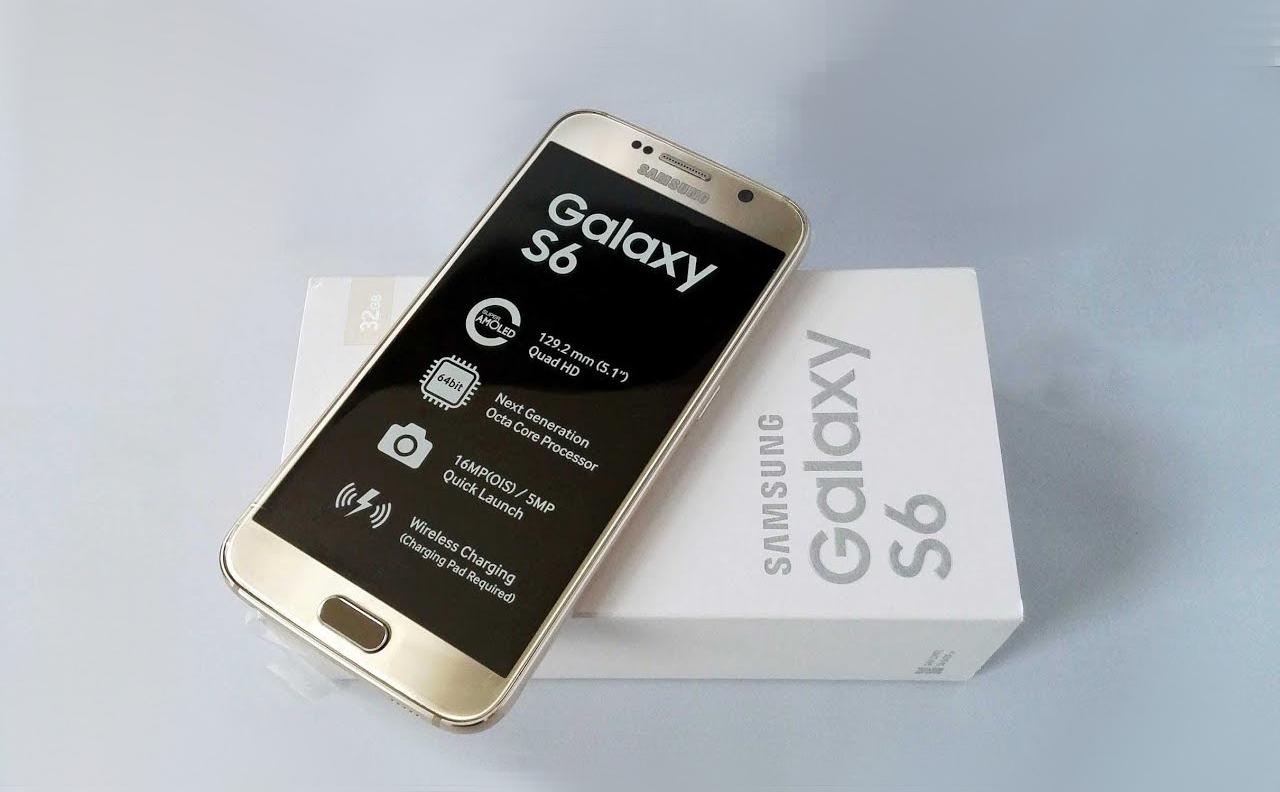 SAMSUNG
Galaxy
S6
SUPER
AMOLED
129.2 mm (5.1")
Quad HD
64bit
Next Generation
Octa Core Processor
16MP(OIS) / 5MP
Quick Launch
Wireless Charging
(Charging Pad Required)
32GB
SAMSUNG
Galaxy
S6